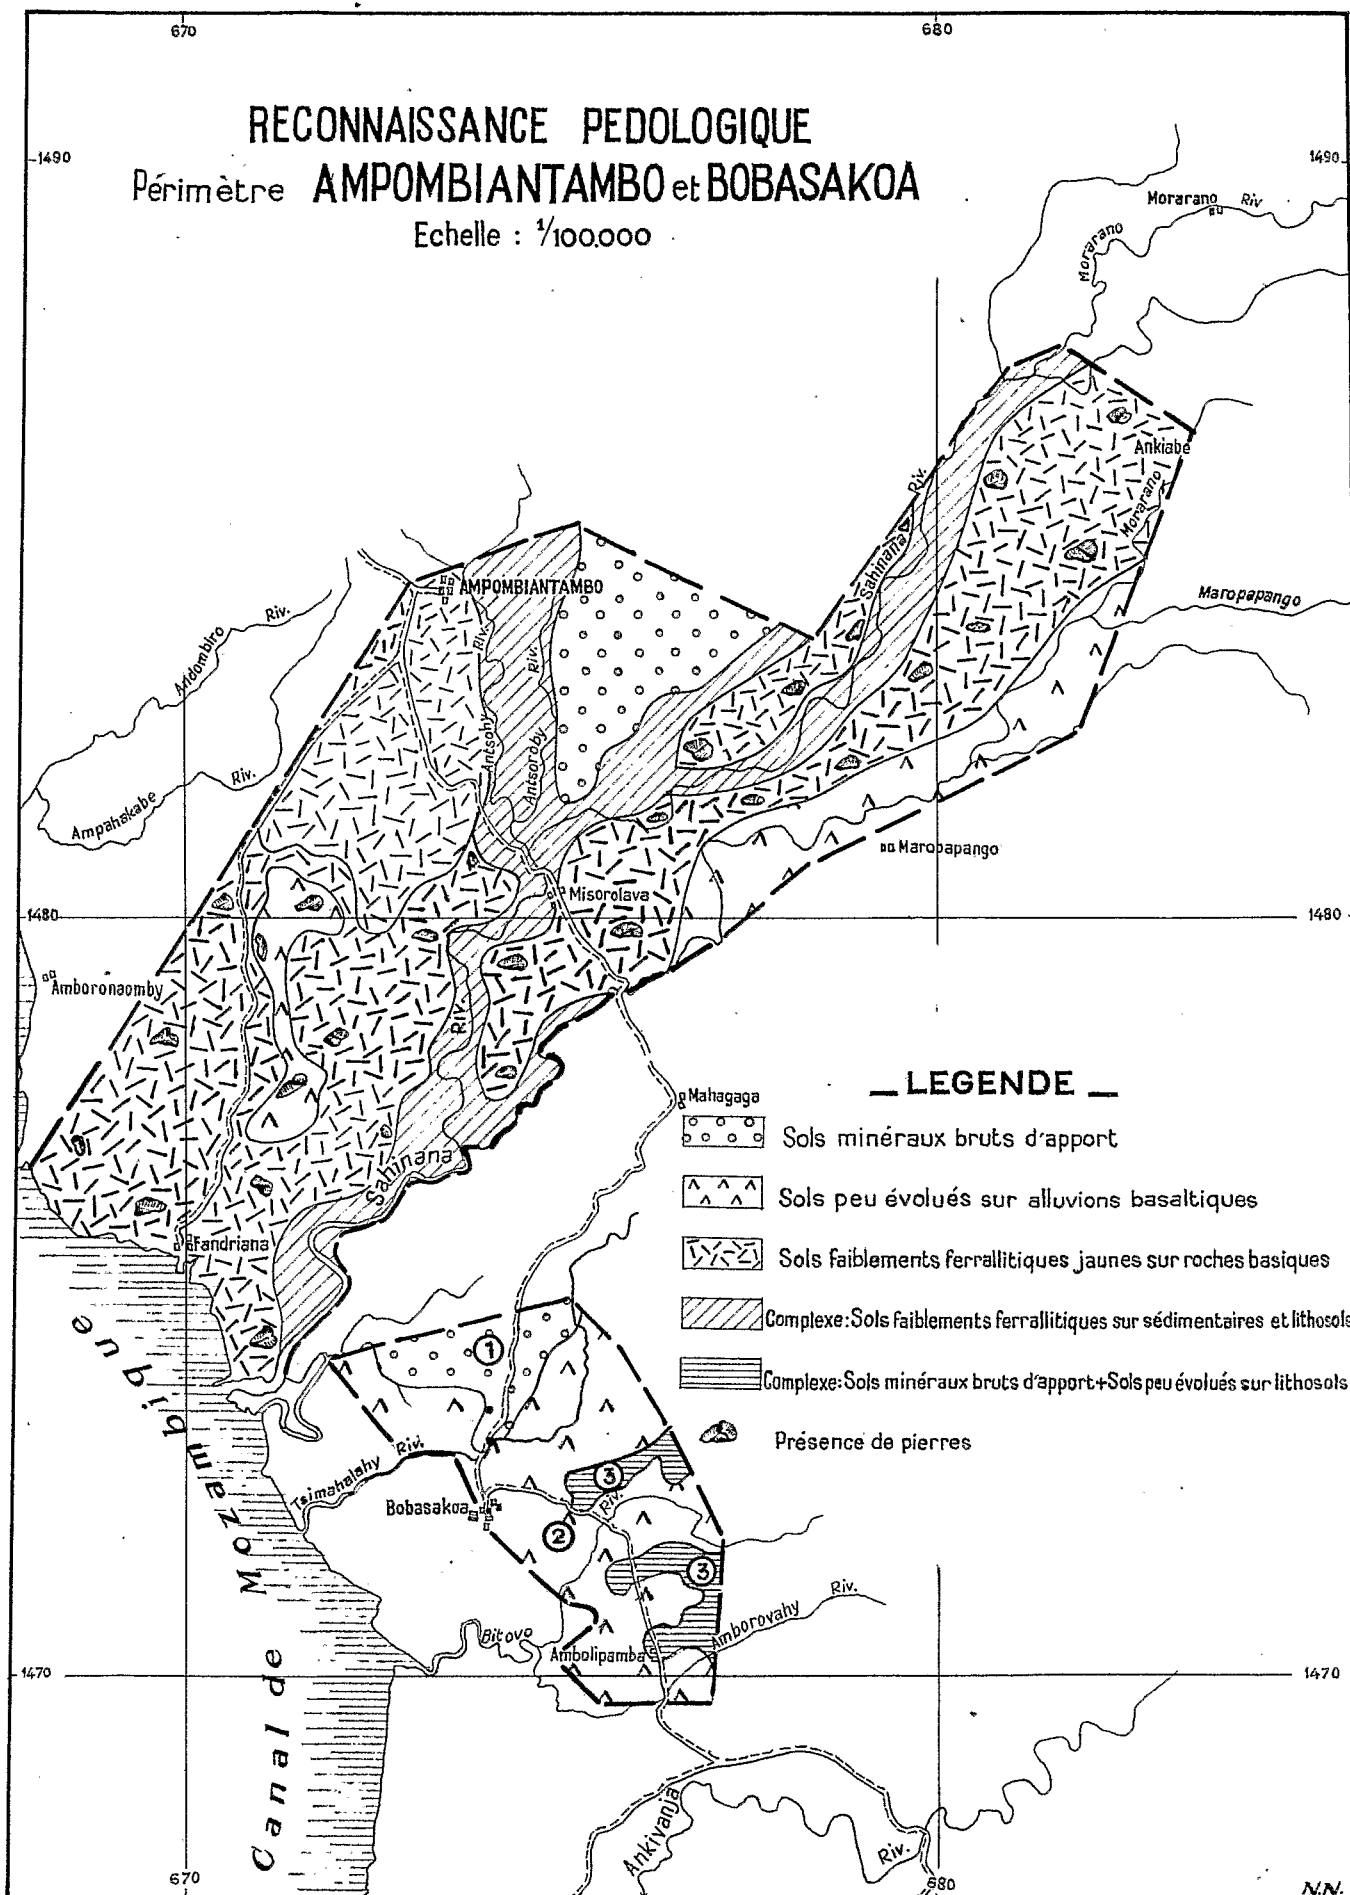 670
680
RECONNAISSANCE PEDOLOGIQUE
1490
1490
Périmètre AMPOMBIANTAMBO et BOBASAKOA
Echelle : 1/100.000
Morarano
Riv
Morarano
Ankiabe
Morarano
Riv.
Sahinana
AMPOMBIANTAMBO
Andombiro Riv.
Riv.
Riv.
Antsohy
Antsoroby
Maropapango
Ampahakabe Riv.
Marobapango
Misorolava
1480
1480
Amboronaomby
Riv.
Mahagaga
_ LEGENDE _
Sols minéraux bruts d'apport
Sahinana
Sols peu évolués sur alluvions basaltiques
Fandriana
Sols faiblements ferrallitiques jaunes sur roches basiques
Complexe: Sols faiblements ferrallitiques sur sédimentaires et lithosols
1
Complexe: Sols minéraux bruts d'apport+Sols peu évolués sur lithosols
Présence de pierres
Tsimahalahy Riv.
3
Riv.
Bobasakoa
2
3
Canal de Mozambique
Amborovahy Riv.
Bitovo
Ambolipamba
1470
1470
Ankivanja
Riv.
670
680
N.N.